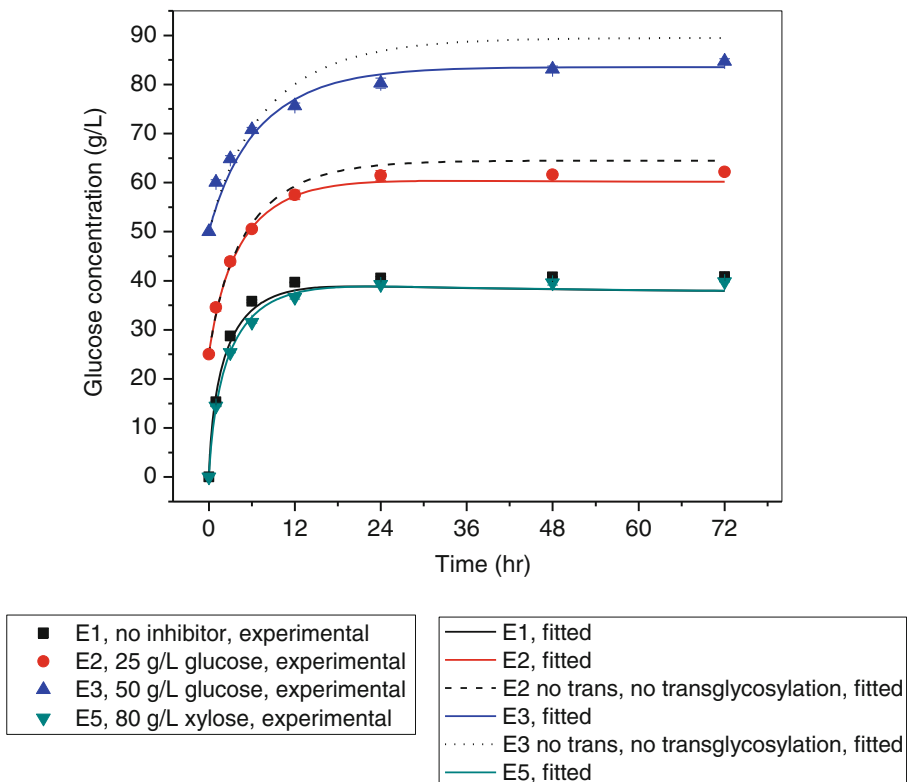 90
80
70
60
50
40
30
20
10
0
Glucose concentration (g/L)
0 12 24 36 48 60 72
Time (hr)
E1, no inhibitor, experimental
E2, 25 g/L glucose, experimental
E3, 50 g/L glucose, experimental
E5, 80 g/L xylose, experimental
E1, fitted
E2, fitted
E2 no trans, no transglycosylation, fitted
E3, fitted
E3 no trans, no transglycosylation, fitted
E5, fitted